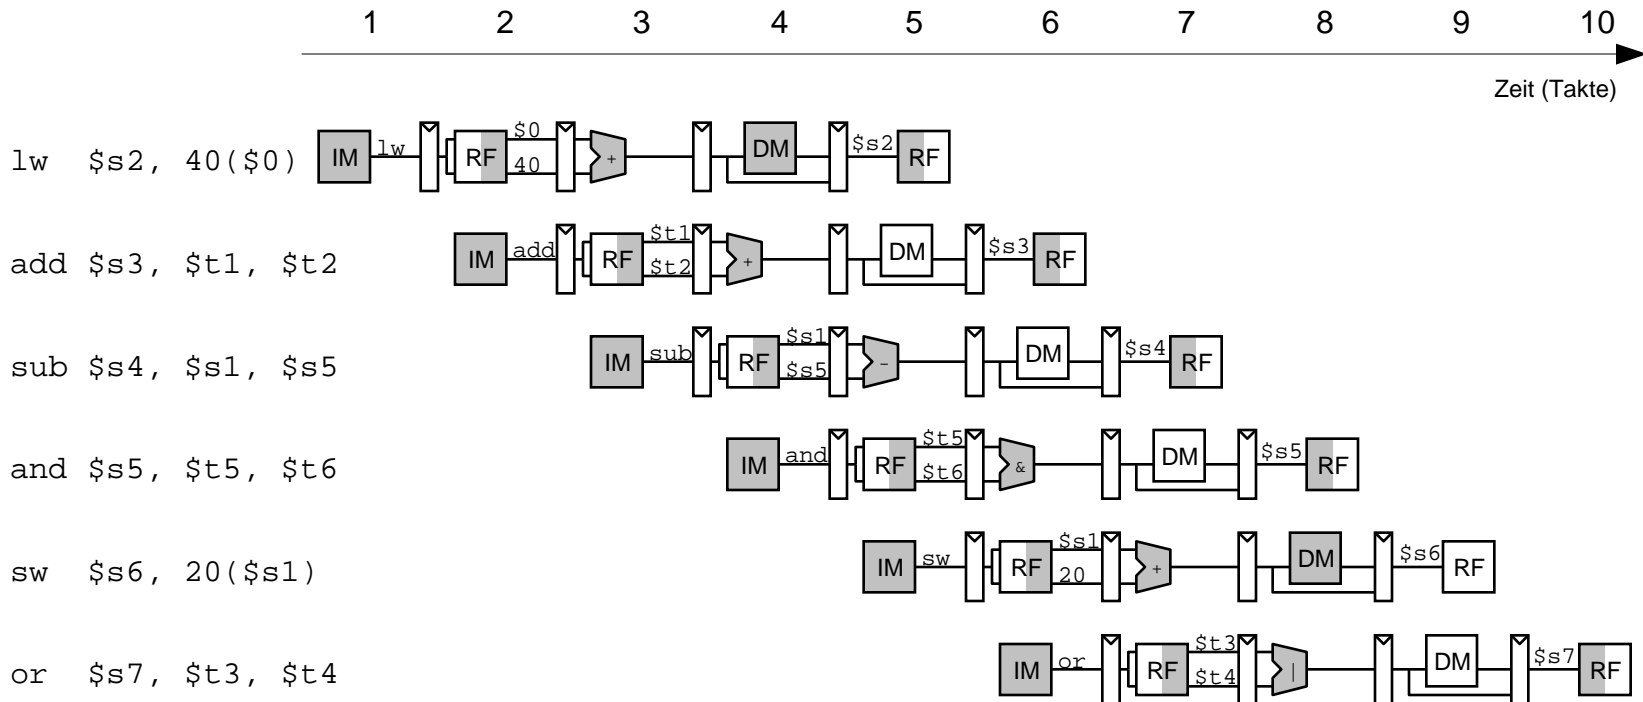 1 2 3 4 5 6 7 8 9 10
Zeit (Takte)
lw $s2, 40($0) IM lw RF $0 40 + DM $s2 RF
add $s3, $t1, $t2 IM add RF $t1 $t2 + DM $s3 RF
sub $s4, $s1, $s5 IM sub RF $s1 $s5 - DM $s4 RF
and $s5, $t5, $t6 IM and RF $t5 $t6 & DM $s5 RF
sw $s6, 20($s1) IM sw RF $s1 20 + DM $s6 RF
or $s7, $t3, $t4 IM or RF $t3 $t4 | DM $s7 RF